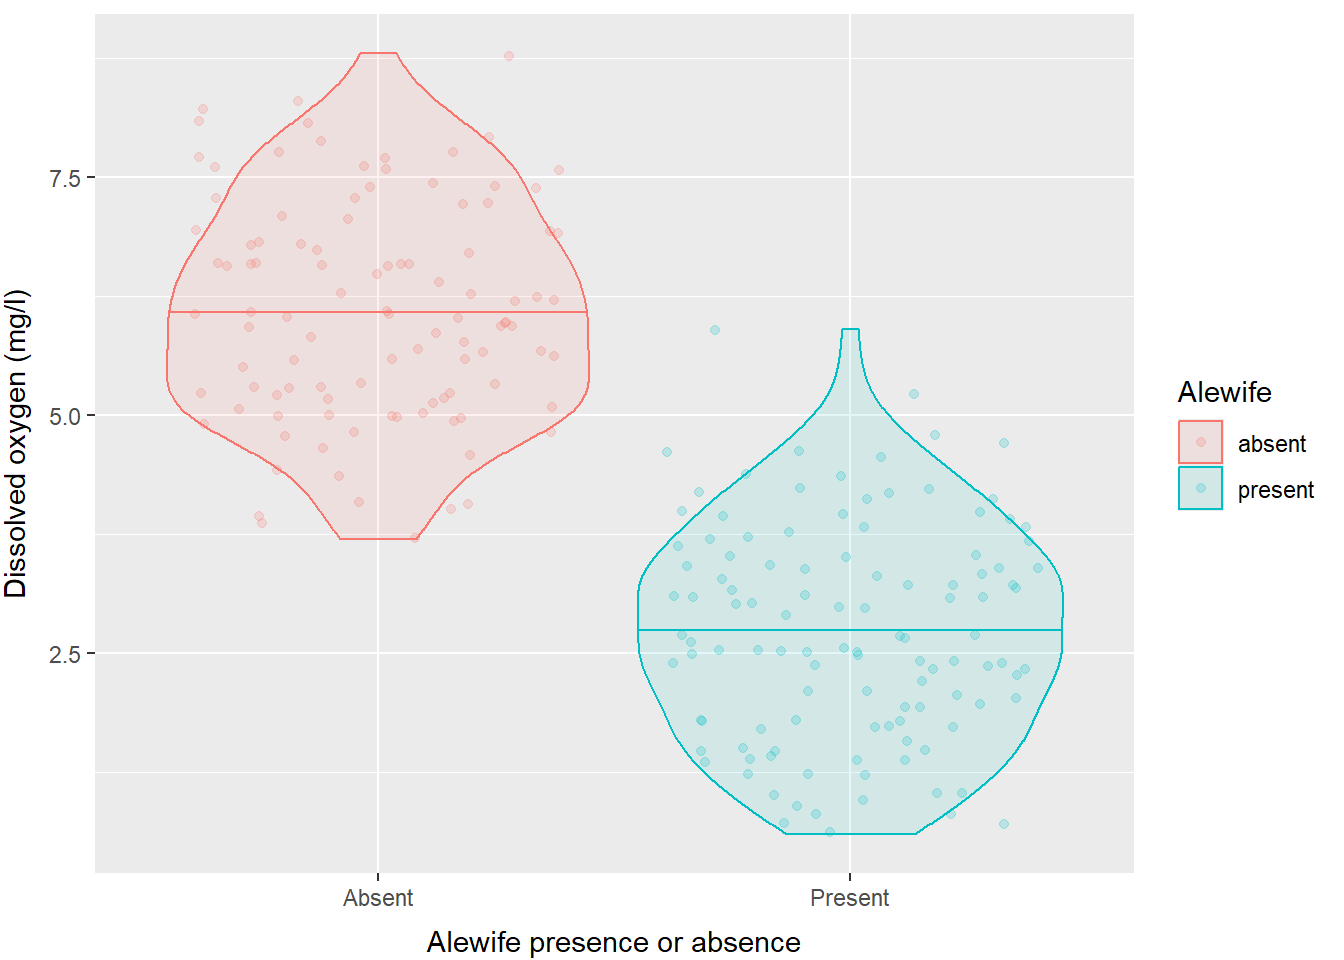 Dissolved oxygen (mg/l)
7.5
5.0
2.5
Absent
Present
Alewife presence or absence
Alewife
absent
present